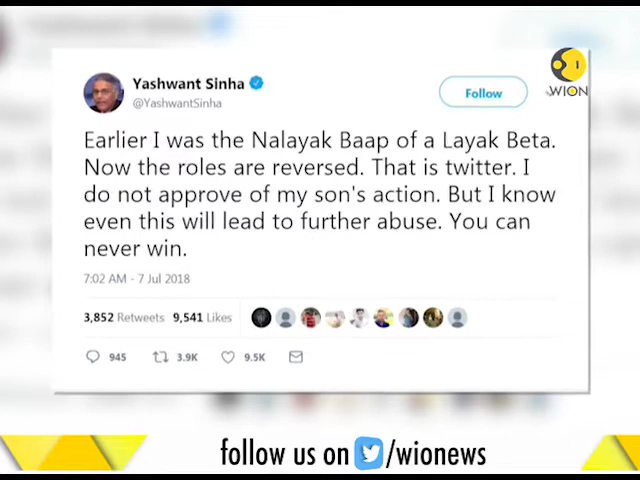 WION
Yashwant Sinha
@YashwantSinha
Follow
Earlier I was the Nalayak Baap of a Layak Beta.
Now the roles are reversed. That is twitter. I
do not approve of my son's action. But I know
even this will lead to further abuse. You can
never win.
7:02 AM - 7 Jul 2018
3,852 Retweets 9,541 Likes
945 3.9K 9.5K
follow us on /wionews